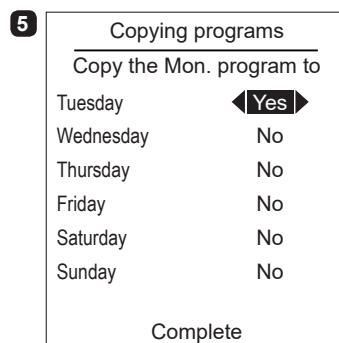 5
Copying programs
Copy the Mon. program to
Tuesday Yes
Wednesday No
Thursday No
Friday No
Saturday No
Sunday No
Complete